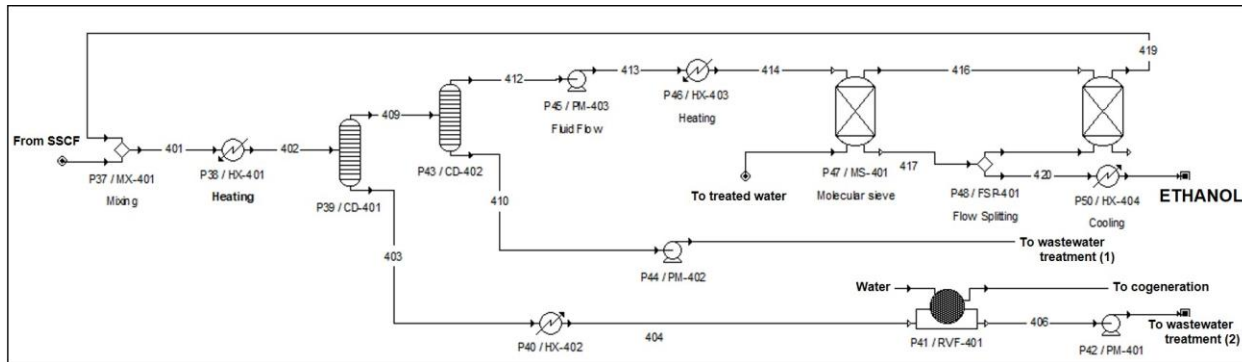 419
412
413
414
416
P45 / PM-403
Fluid Flow
P46 / HX-403
Heating
409
From SSCF
401
402
P37 / MX-401
Mixing
P38 / HX-401
Heating
P43 / CD-402
P39 / CD-401
410
To treated water
P47 / MS-401
Molecular sieve
417
P48 / FSR-401
Flow Splitting
420
P50 / HX-404
Cooling
ETHANOL
403
P44 / PM-402
To wastewater
treatment (1)
Water
To cogeneration
P40 / HX-402
404
P41 / RVF-401
406
P42 / PM-401
To wastewater
treatment (2)